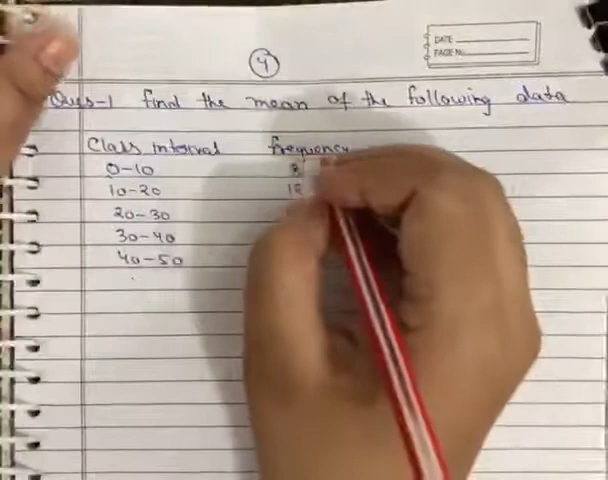 4
DATE
PAGE No.
Ques-1 find the mean of the following data
Class interval frequency
0-10 8
10-20
20-30
30-40
40-50